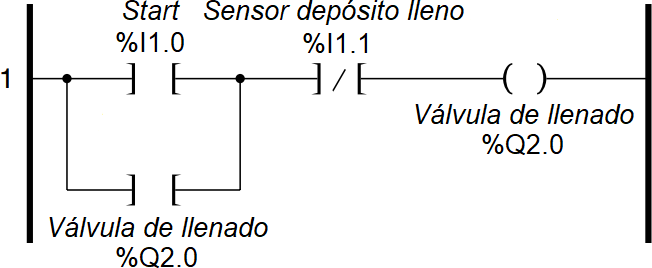 Start Sensor depósito lleno
%I1.0 %I1.1
1
Válvula de llenado
%Q2.0
Válvula de llenado
%Q2.0